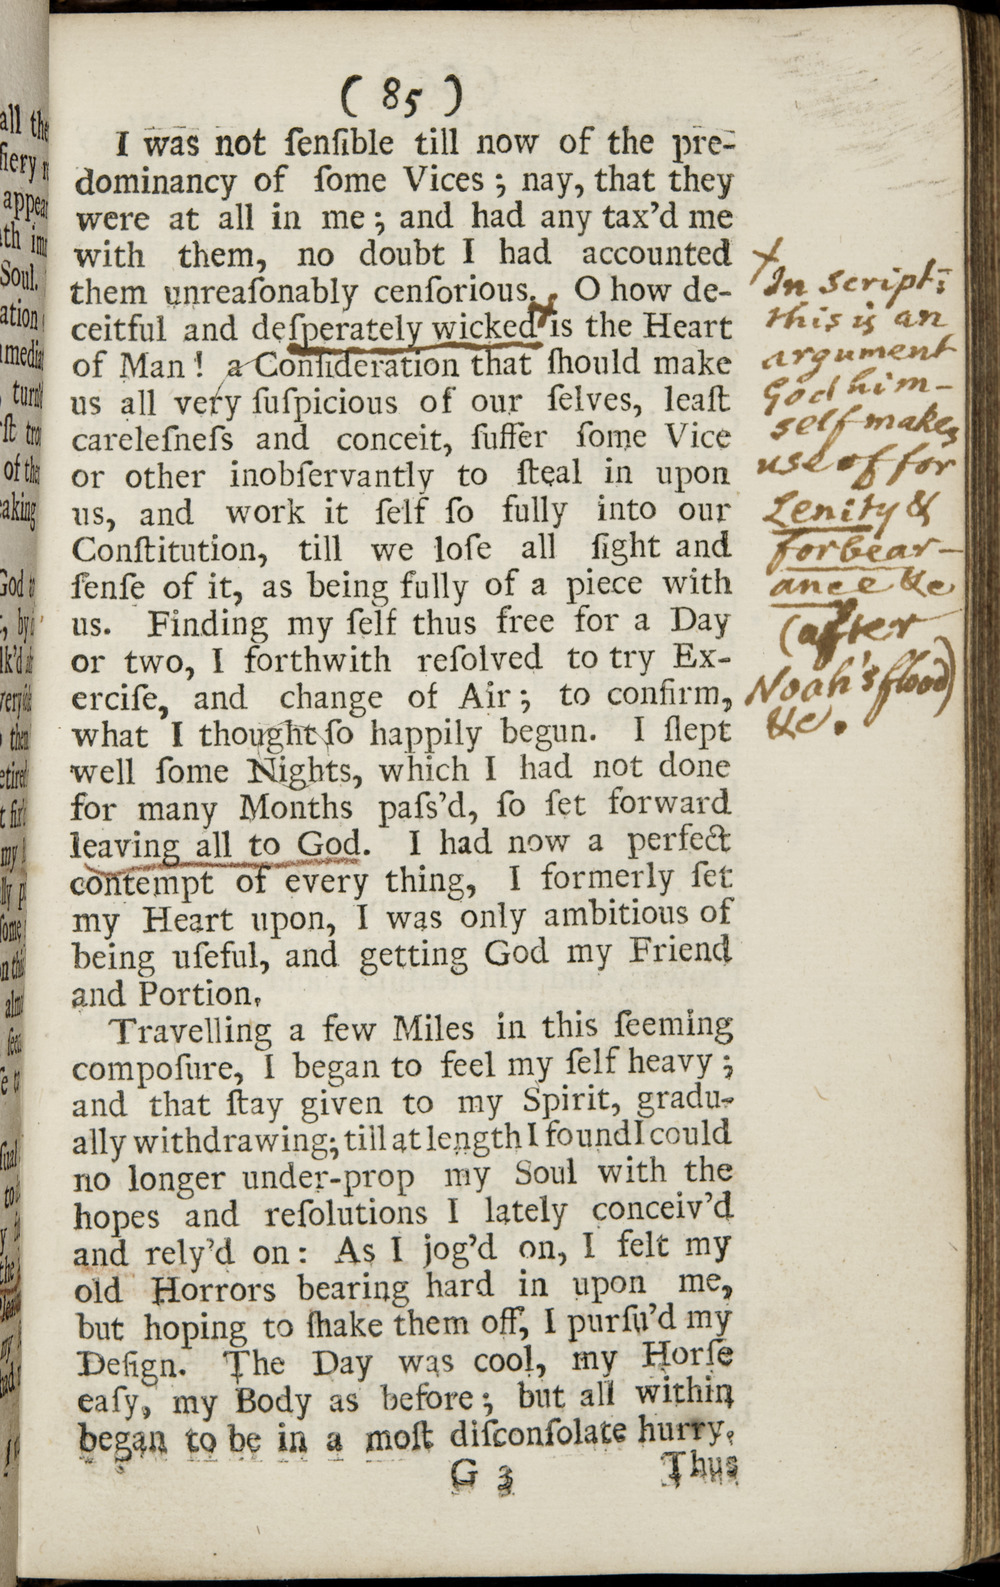 ( 85 )
I was not ſenſible till now of the pre-
dominancy of ſome Vices ; nay, that they
were at all in me ; and had any tax'd me
with them, no doubt I had accounted
them unreaſonably cenſorious. O how de-
ceitful and deſperately wicked is the Heart
of Man ! a Conſideration that ſhould make
us all very ſuſpicious of our ſelves, leaſt
careleſneſs and conceit, ſuffer ſome Vice
or other inobſervantly to ſteal in upon
us, and work it ſelf ſo fully into our
Conſtitution, till we loſe all ſight and
ſenſe of it, as being fully of a piece with
us. Finding my ſelf thus free for a Day
or two, I forthwith reſolved to try Ex-
erciſe, and change of Air ; to confirm,
what I thought ſo happily begun. I ſlept
well ſome Nights, which I had not done
for many Months paſs'd, ſo ſet forward
leaving all to God. I had now a perfect
contempt of every thing, I formerly ſet
my Heart upon, I was only ambitious of
being uſeful, and getting God my Friend
and Portion.
Travelling a few Miles in this ſeeming
compoſure, I began to feel my ſelf heavy ;
and that ſtay given to my Spirit, gradu-
ally withdrawing; till at length I found I could
no longer under-prop my Soul with the
hopes and reſolutions I lately conceiv'd
and rely'd on : As I jog'd on, I felt my
old Horrors bearing hard in upon me,
but hoping to ſhake them off, I purſu'd my
Deſign. The Day was cool, my Horſe
eaſy, my Body as before ; but all within
began to be in a moſt diſconſolate hurry,
G 3 Thus
+
In script:
this is an
argument
God him-
self makes
use of for
Lenity &
forbear-
ance &c
(after
Noah's flood)
&c.